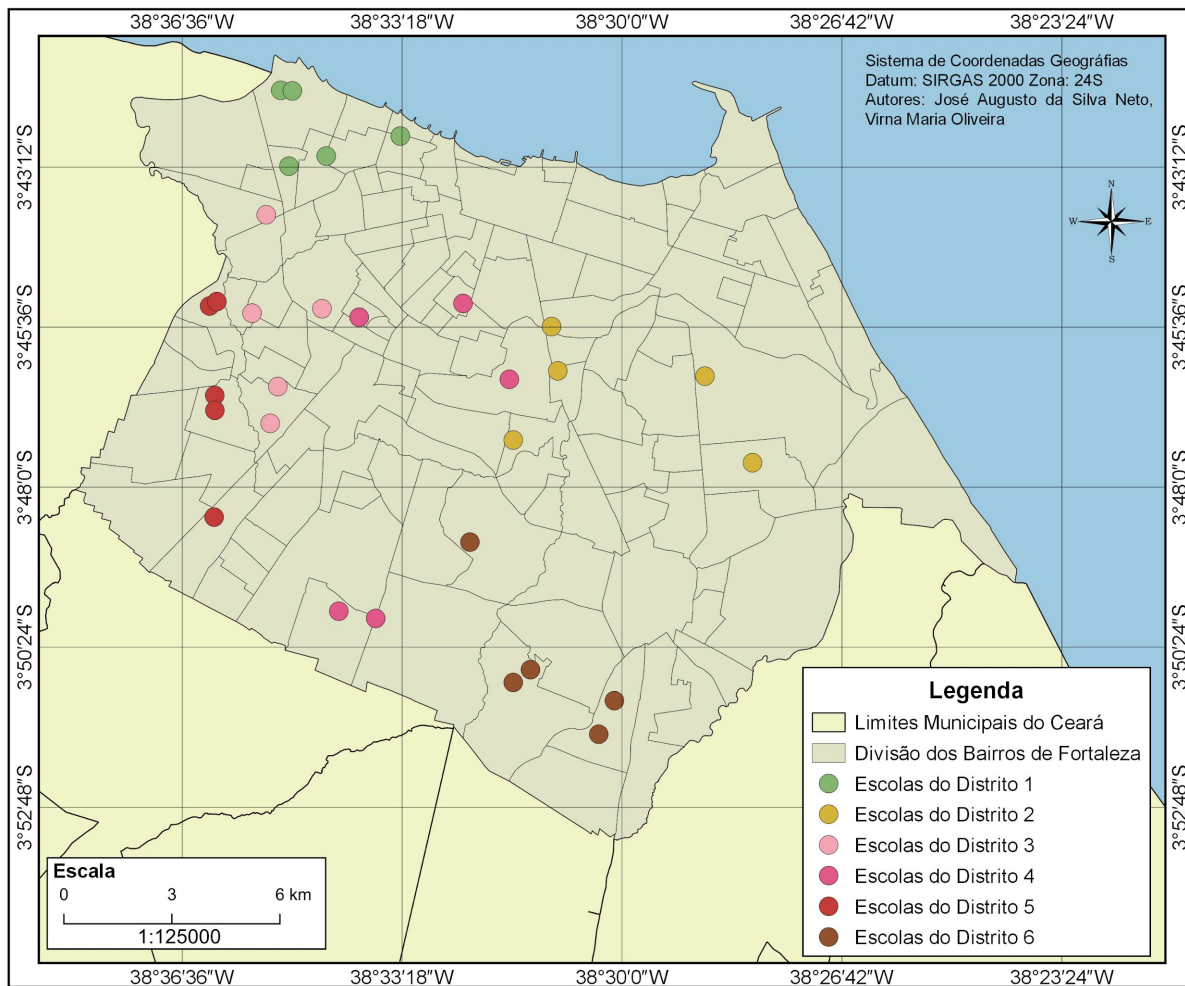 38°36'36"W 38°33'18"W 38°30'0"W 38°26'42"W 38°23'24"W
Sistema de Coordenadas Geográfias
Datum: SIRGAS 2000 Zona: 24S
Autores: José Augusto da Silva Neto,
Virna Maria Oliveira
3°43'12"S 3°43'12"S
N
W E
S
3°45'36"S 3°45'36"S
3°48'0"S 3°48'0"S
3°50'24"S 3°50'24"S
3°52'48"S 3°52'48"S
Legenda
Limites Municipais do Ceará
Divisão dos Bairros de Fortaleza
Escolas do Distrito 1
Escolas do Distrito 2
Escolas do Distrito 3
Escolas do Distrito 4
Escolas do Distrito 5
Escolas do Distrito 6
Escala
0 3 6 km
1:125000
38°36'36"W 38°33'18"W 38°30'0"W 38°26'42"W 38°23'24"W